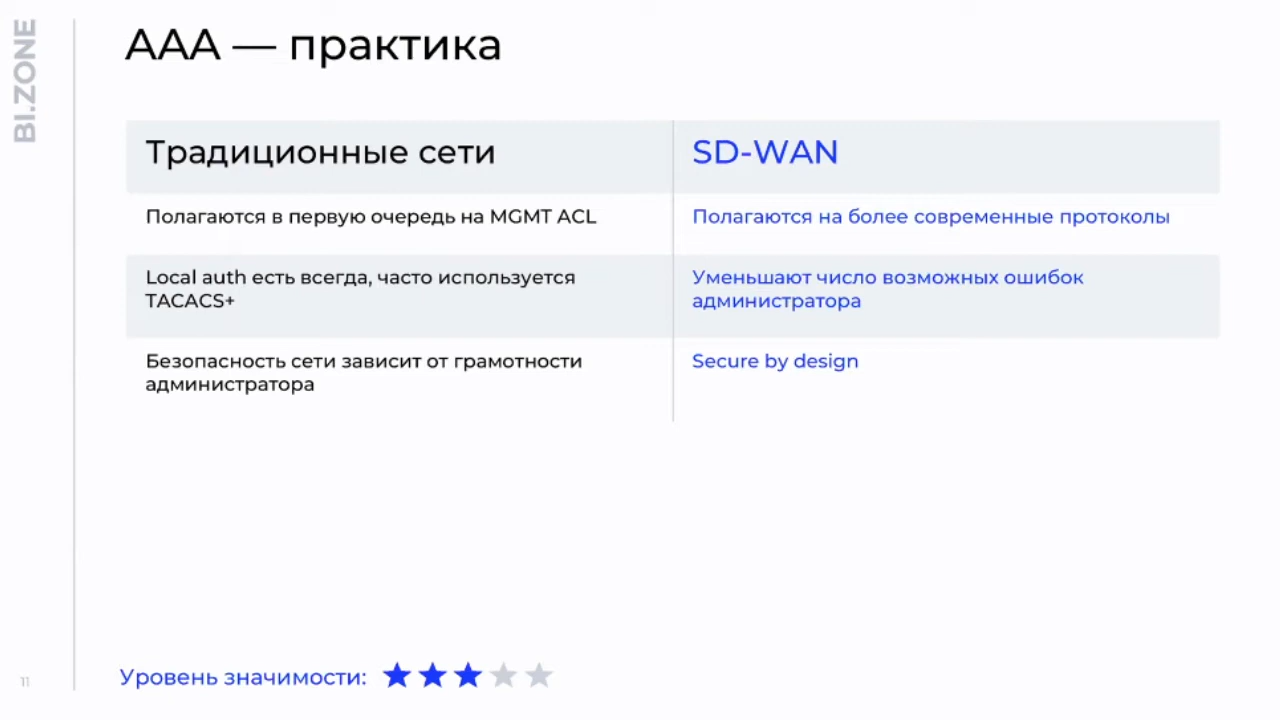 BI.ZONE
ААА — практика
Традиционные сети
SD-WAN
Полагаются в первую очередь на MGMT ACL
Полагаются на более современные протоколы
Local auth есть всегда, часто используется
TACACS+
Уменьшают число возможных ошибок
администратора
Безопасность сети зависит от грамотности
администратора
Secure by design
Уровень значимости:
11